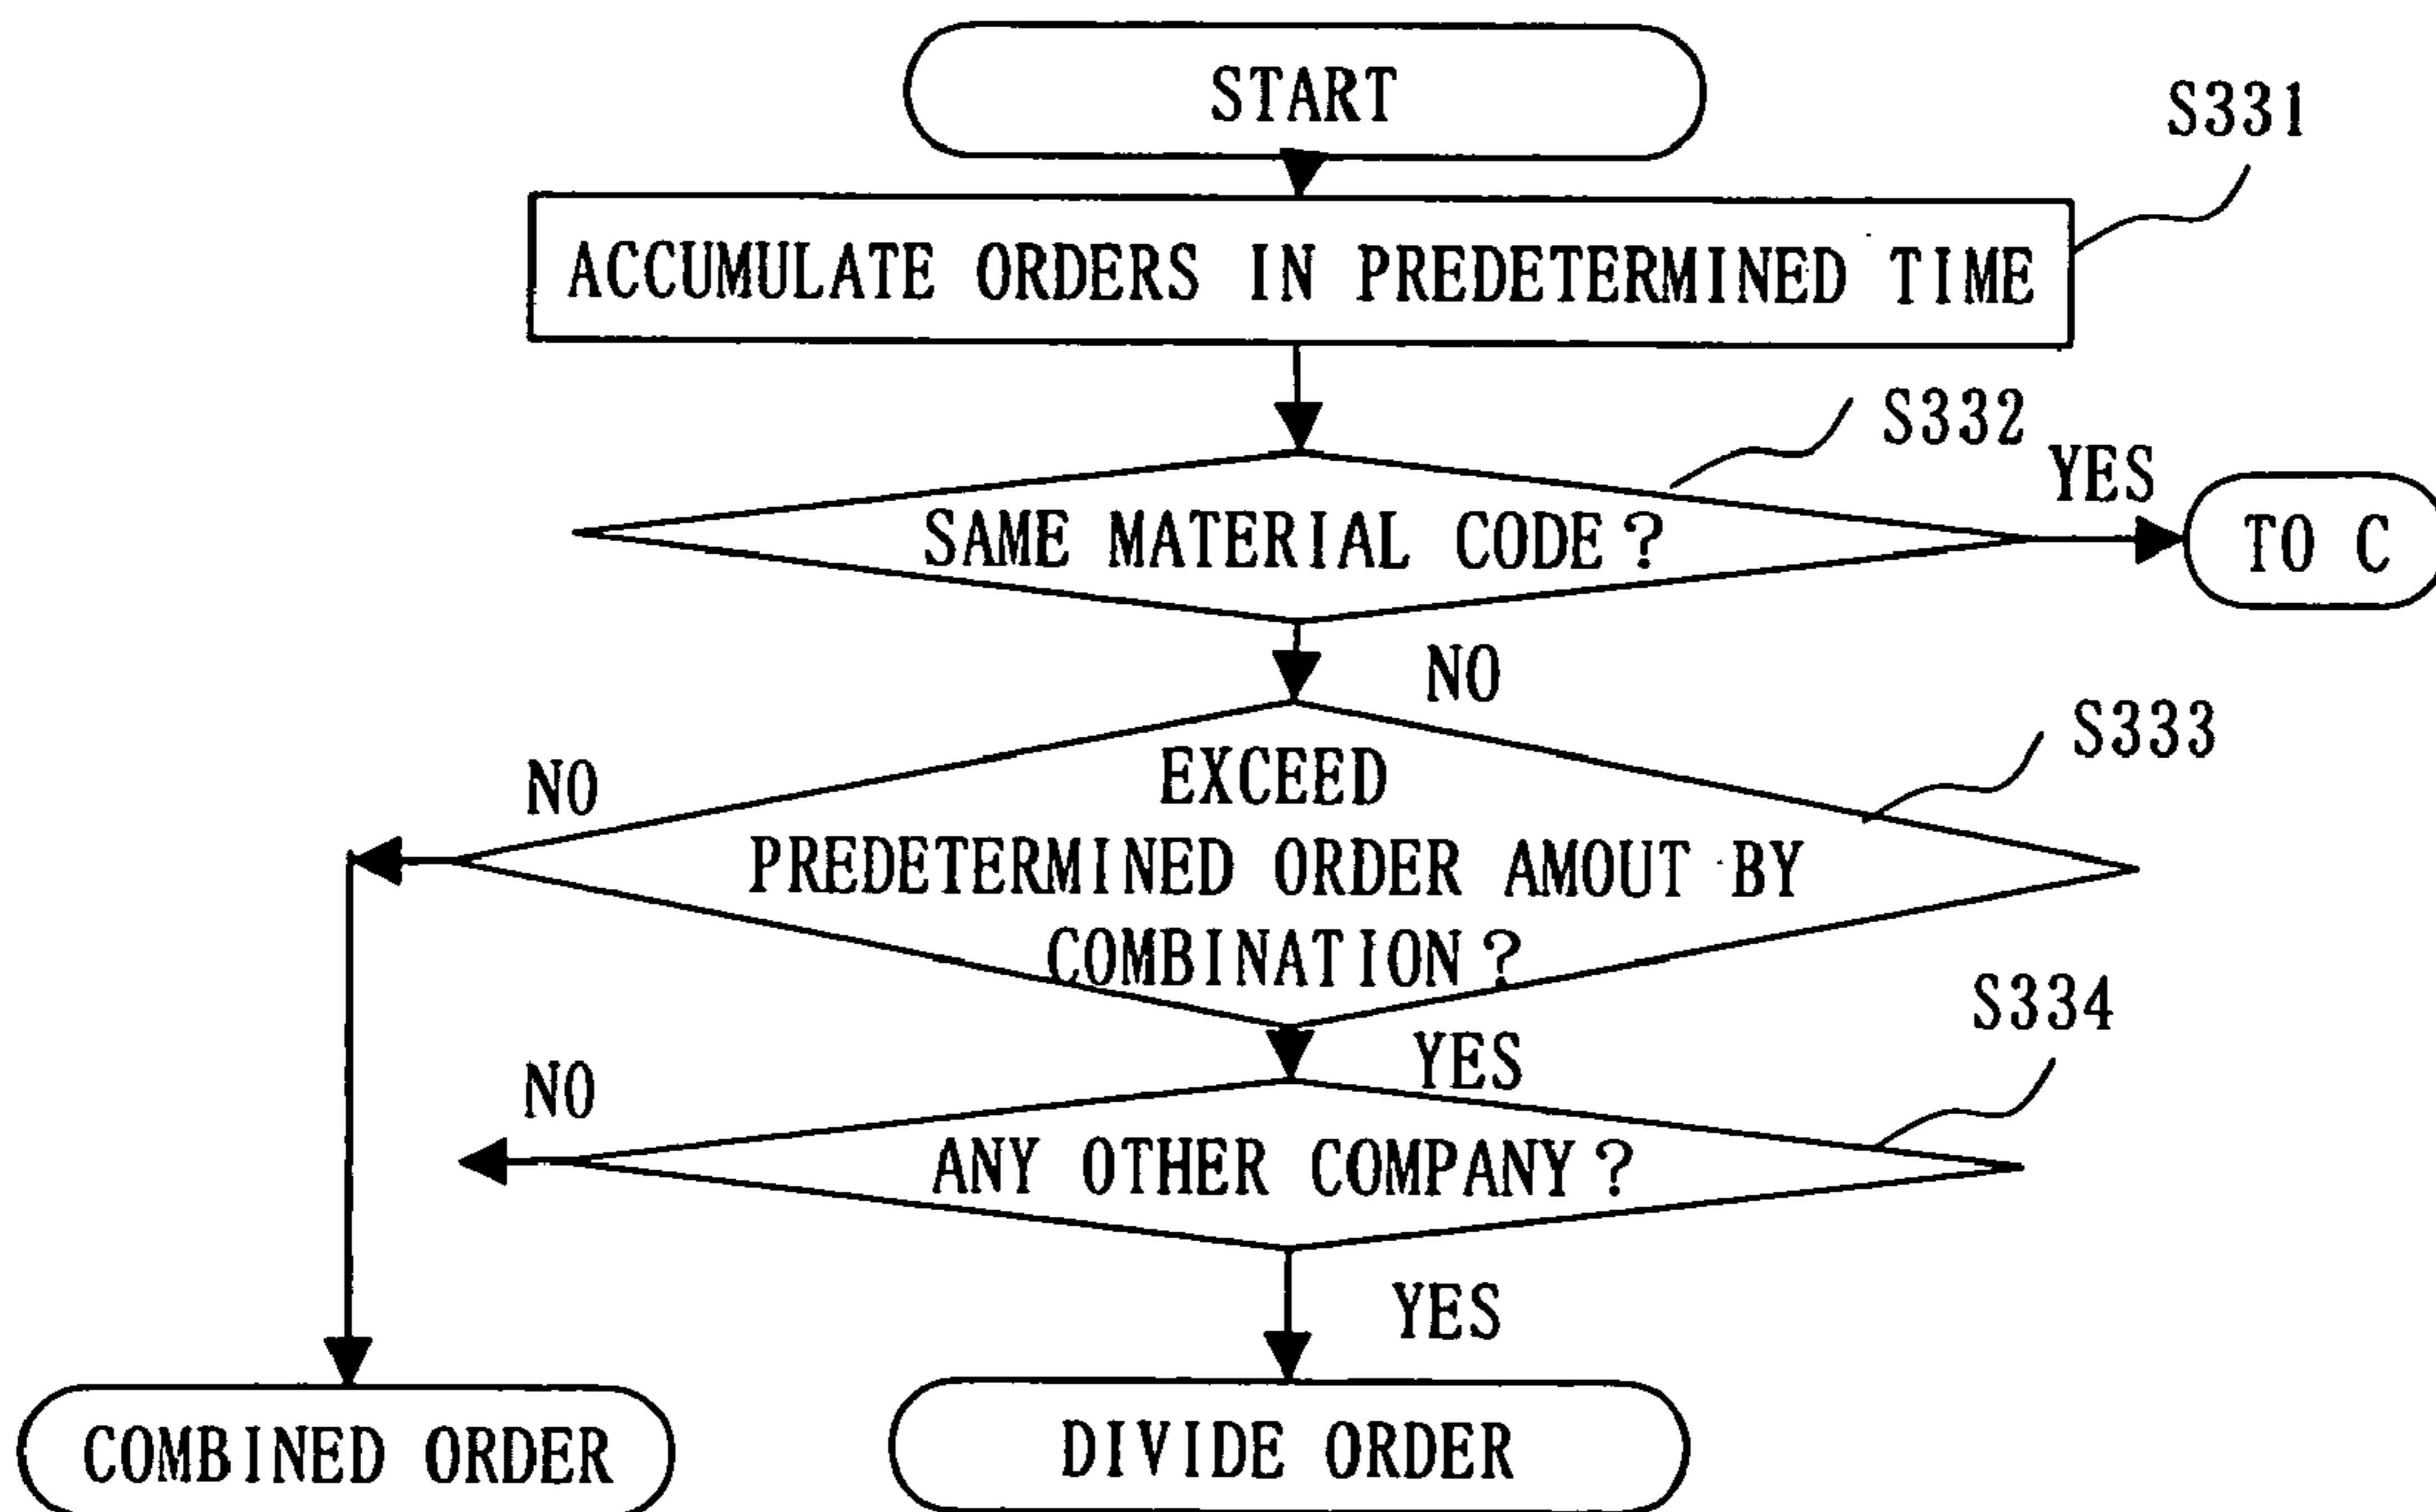 START
S331
ACCUMULATE ORDERS IN PREDETERMINED TIME
S332
YES
SAME MATERIAL CODE?
TO C
NO
S333
NO
EXCEED
PREDETERMINED ORDER AMOUT BY
COMBINATION?
S334
YES
NO
ANY OTHER COMPANY?
YES
COMBINED ORDER
DIVIDE ORDER